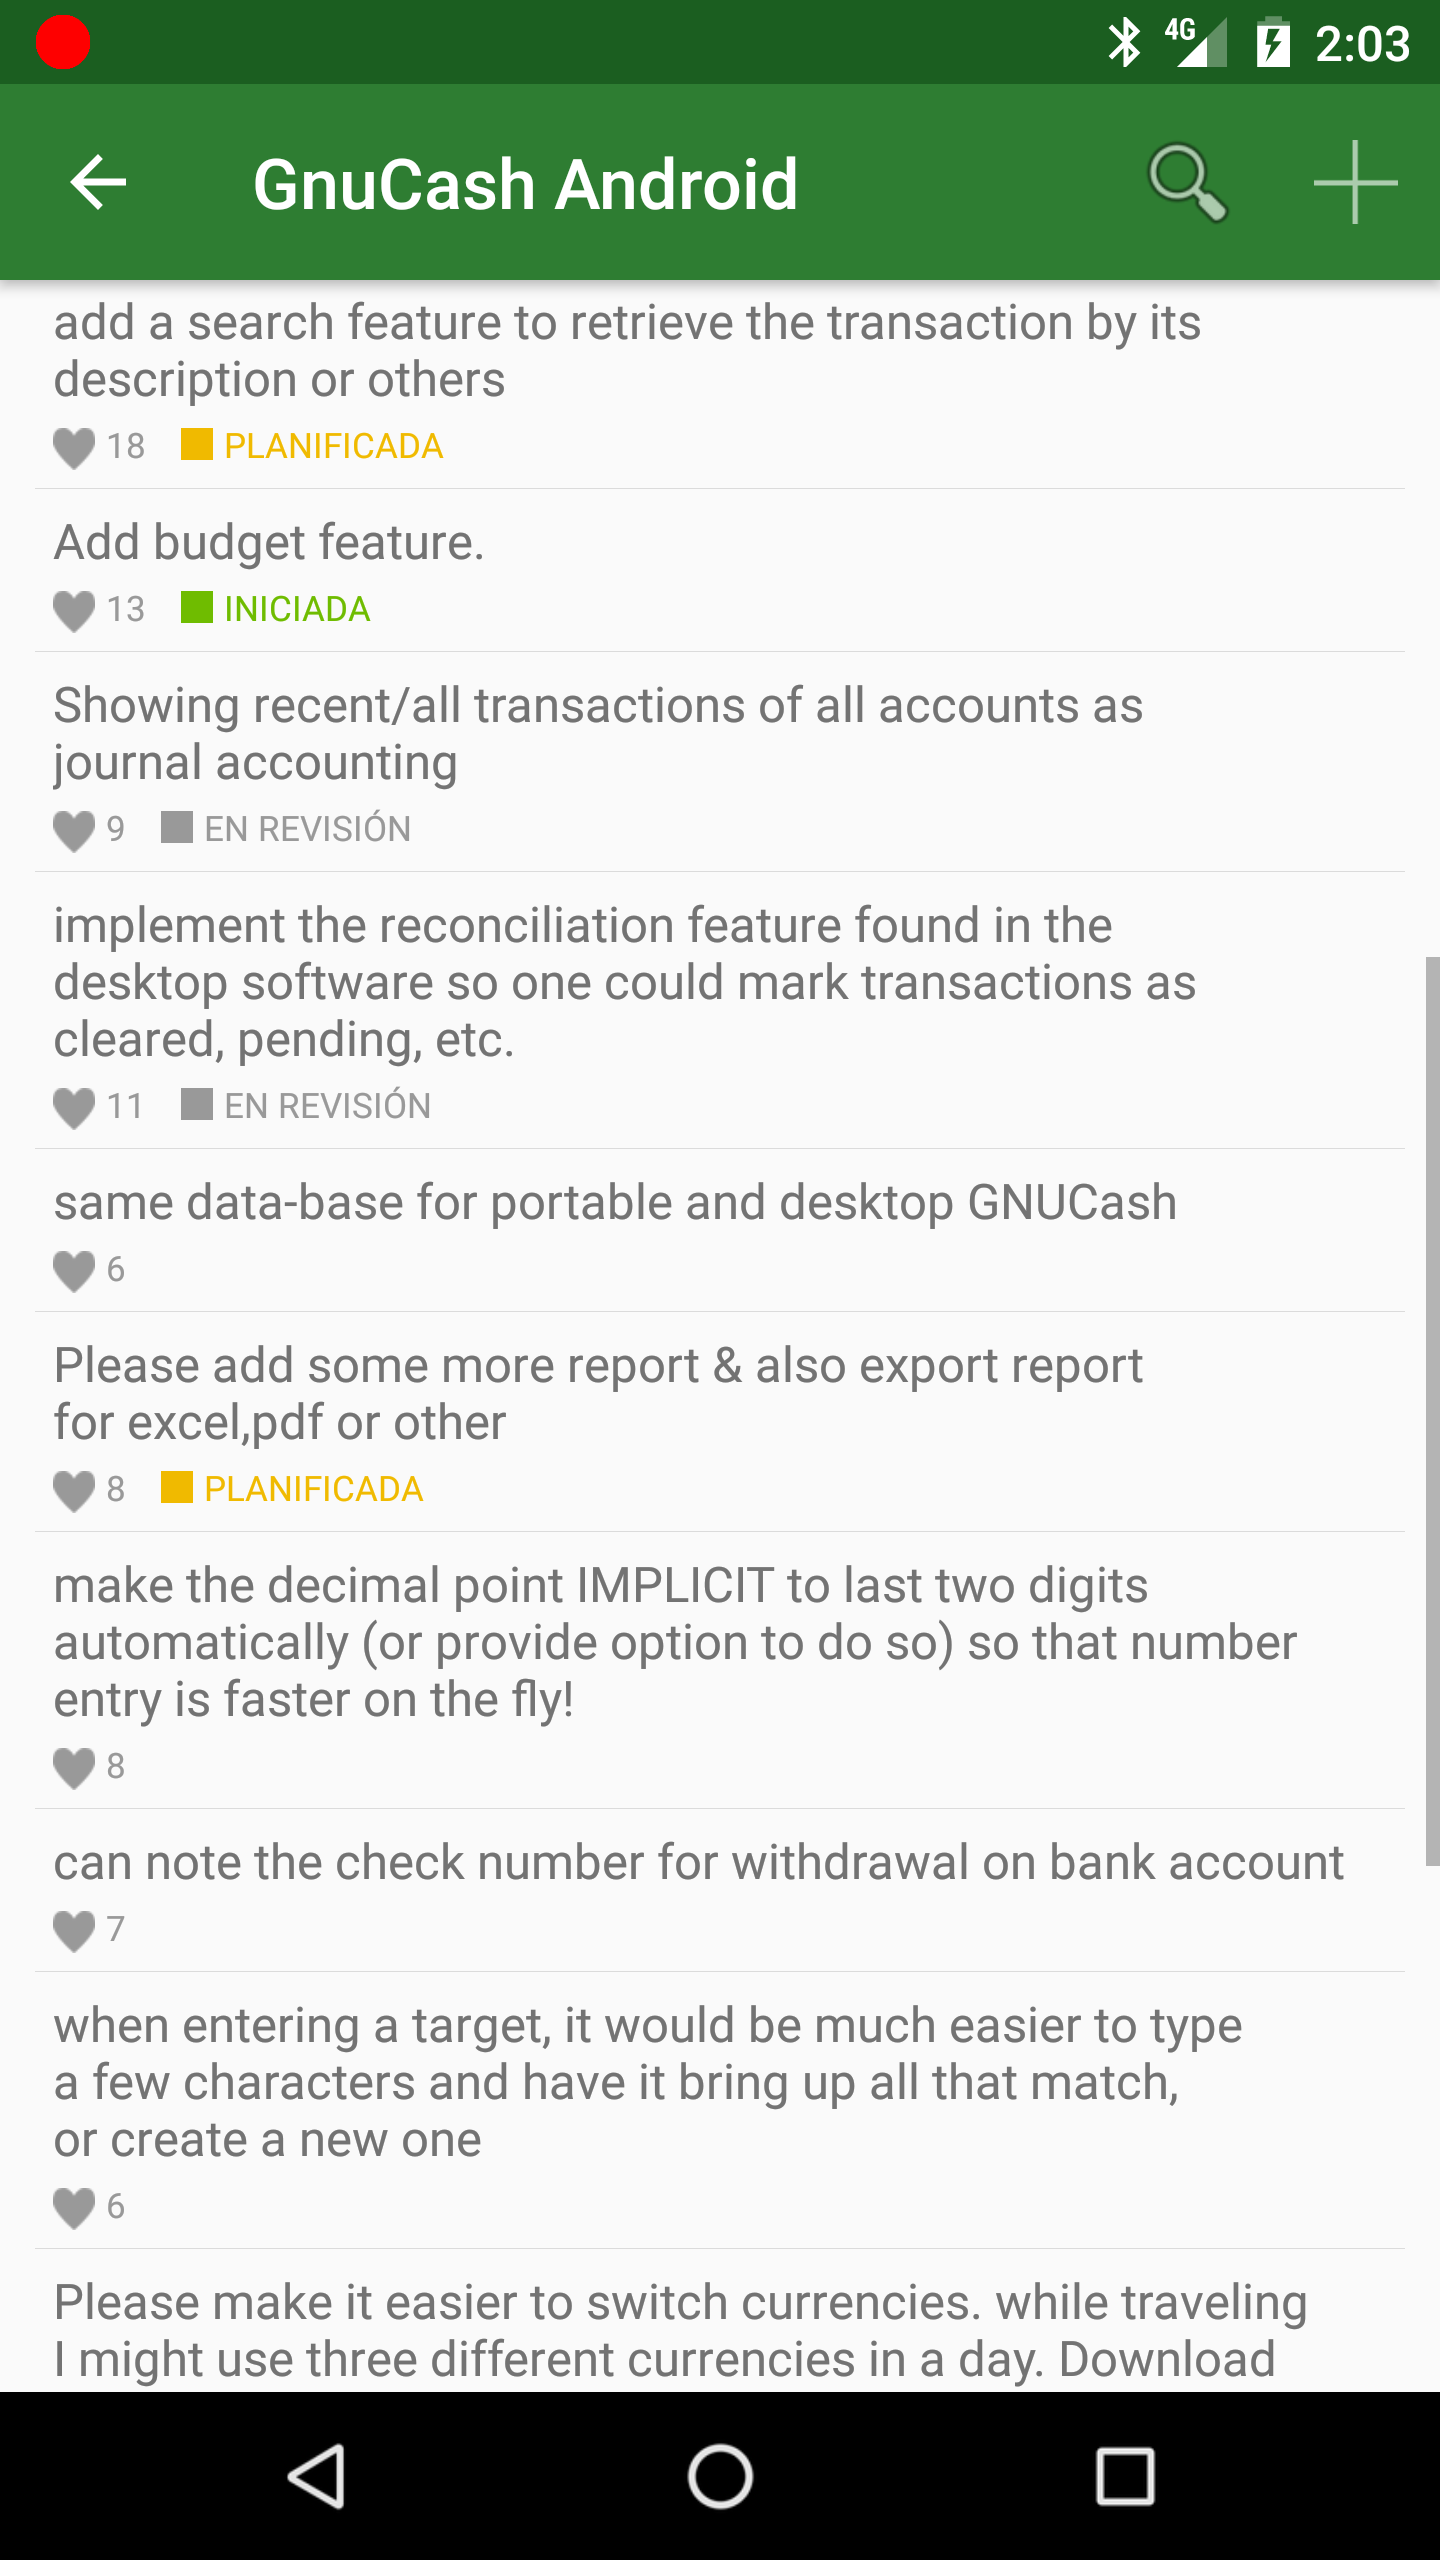 4G 2:03
GnuCash Android
add a search feature to retrieve the transaction by its
description or others
18 PLANIFICADA
Add budget feature.
13 INICIADA
Showing recent/all transactions of all accounts as
journal accounting
9 EN REVISIÓN
implement the reconciliation feature found in the
desktop software so one could mark transactions as
cleared, pending, etc.
11 EN REVISIÓN
same data-base for portable and desktop GNUCash
6
Please add some more report & also export report
for excel,pdf or other
8 PLANIFICADA
make the decimal point IMPLICIT to last two digits
automatically (or provide option to do so) so that number
entry is faster on the fly!
8
can note the check number for withdrawal on bank account
7
when entering a target, it would be much easier to type
a few characters and have it bring up all that match,
or create a new one
6
Please make it easier to switch currencies. while traveling
I might use three different currencies in a day. Download